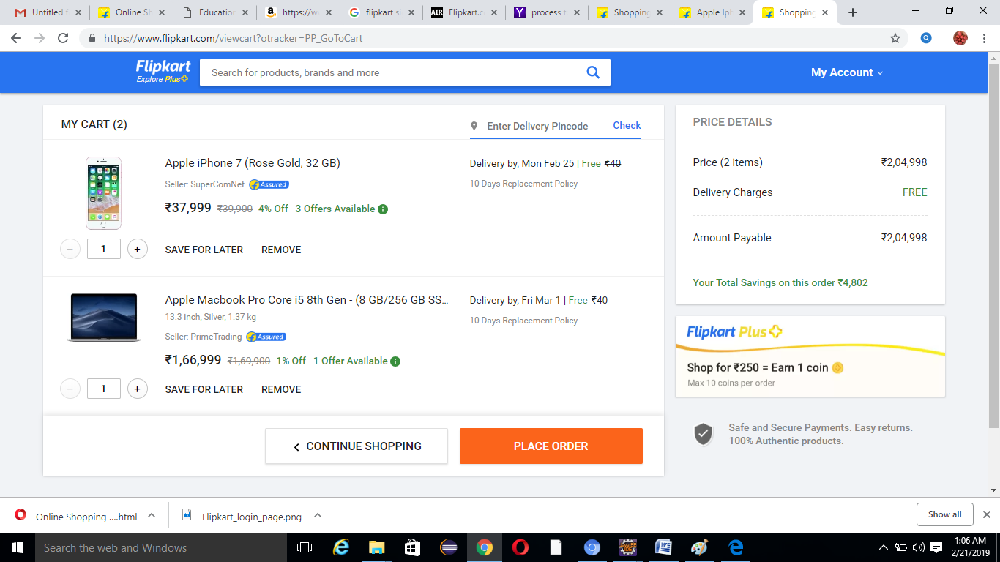 Untitled f
Online Sh
Education
https://w
flipkart si
Flipkart.c
process t
Shopping
Apple Iph
Shopping
https://www.flipkart.com/viewcart?otracker=PP_GoToCart
Flipkart
Explore Plus
Search for products, brands and more
My Account
MY CART (2)
Enter Delivery Pincode
Check
Apple iPhone 7 (Rose Gold, 32 GB)
Seller: SuperComNet Assured
₹37,999 ₹39,900 4% Off 3 Offers Available
Delivery by, Mon Feb 25 | Free ₹40
10 Days Replacement Policy
− 1 + SAVE FOR LATER REMOVE
Apple Macbook Pro Core i5 8th Gen - (8 GB/256 GB SS...
13.3 inch, Silver, 1.37 kg
Seller: PrimeTrading Assured
₹1,66,999 ₹1,69,900 1% Off 1 Offer Available
Delivery by, Fri Mar 1 | Free ₹40
10 Days Replacement Policy
− 1 + SAVE FOR LATER REMOVE
CONTINUE SHOPPING
PLACE ORDER
PRICE DETAILS
Price (2 items) ₹2,04,998
Delivery Charges FREE
Amount Payable ₹2,04,998
Your Total Savings on this order ₹4,802
Flipkart Plus
Shop for ₹250 = Earn 1 coin
Max 10 coins per order
Safe and Secure Payments. Easy returns.
100% Authentic products.
Online Shopping ....html
Flipkart_login_page.png
Show all
Search the web and Windows
1:06 AM
2/21/2019